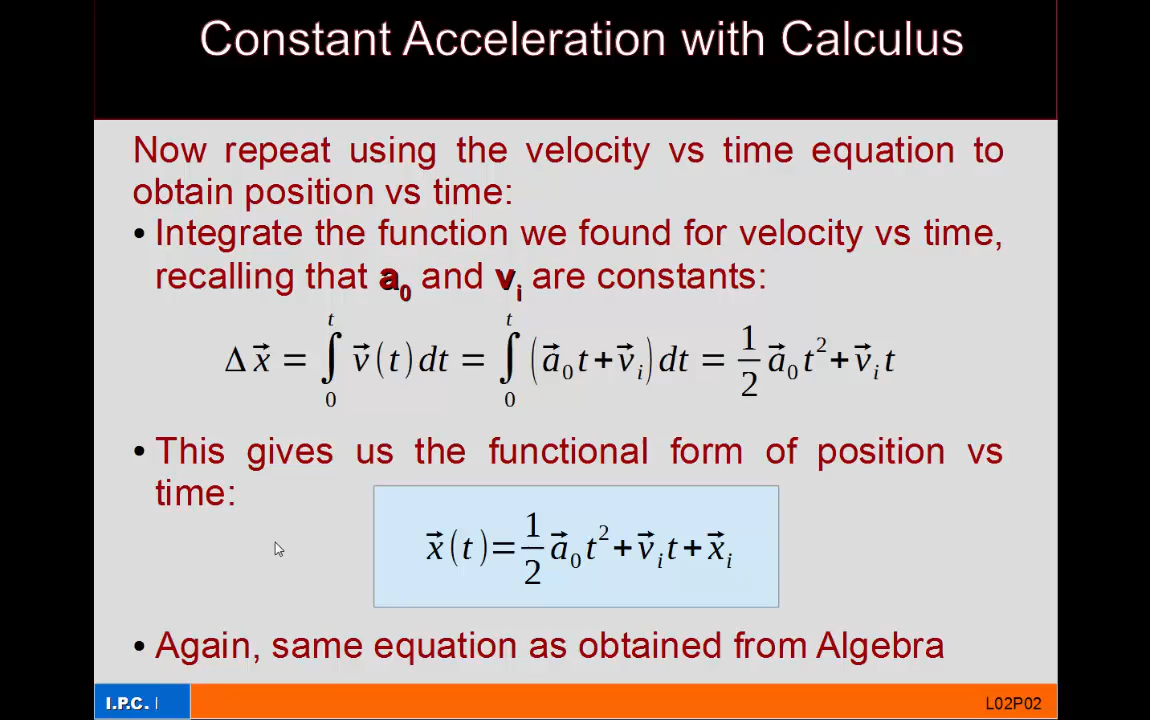 Constant Acceleration with Calculus
Now repeat using the velocity vs time equation to
obtain position vs time:
• Integrate the function we found for velocity vs time,
recalling that a₀ and vᵢ are constants:
Δx⃗ = ∫₀ᵗ v⃗(t)dt = ∫₀ᵗ (a⃗₀t+v⃗ᵢ)dt = 1/2 a⃗₀t²+v⃗ᵢt
• This gives us the functional form of position vs
time:
x⃗(t)=1/2 a⃗₀t²+v⃗ᵢt+x⃗ᵢ
• Again, same equation as obtained from Algebra
I.P.C. |
L02P02